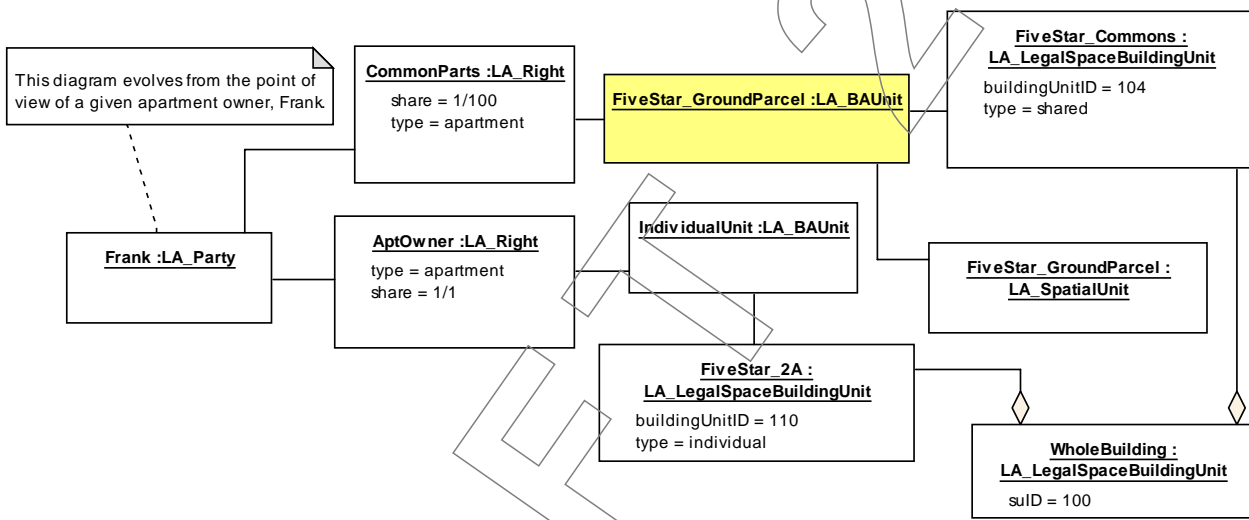 This diagram evolves from the point of
view of a given apartment owner, Frank.
CommonParts :LA_Right
share = 1/100
type = apartment
FiveStar_GroundParcel :LA_BAUnit
FiveStar_Commons :
LA_LegalSpaceBuildingUnit
buildingUnitID = 104
type = shared
Frank :LA_Party
AptOwner :LA_Right
type = apartment
share = 1/1
IndividualUnit :LA_BAUnit
FiveStar_GroundParcel :
LA_SpatialUnit
FiveStar_2A :
LA_LegalSpaceBuildingUnit
buildingUnitID = 110
type = individual
WholeBuilding :
LA_LegalSpaceBuildingUnit
suID = 100